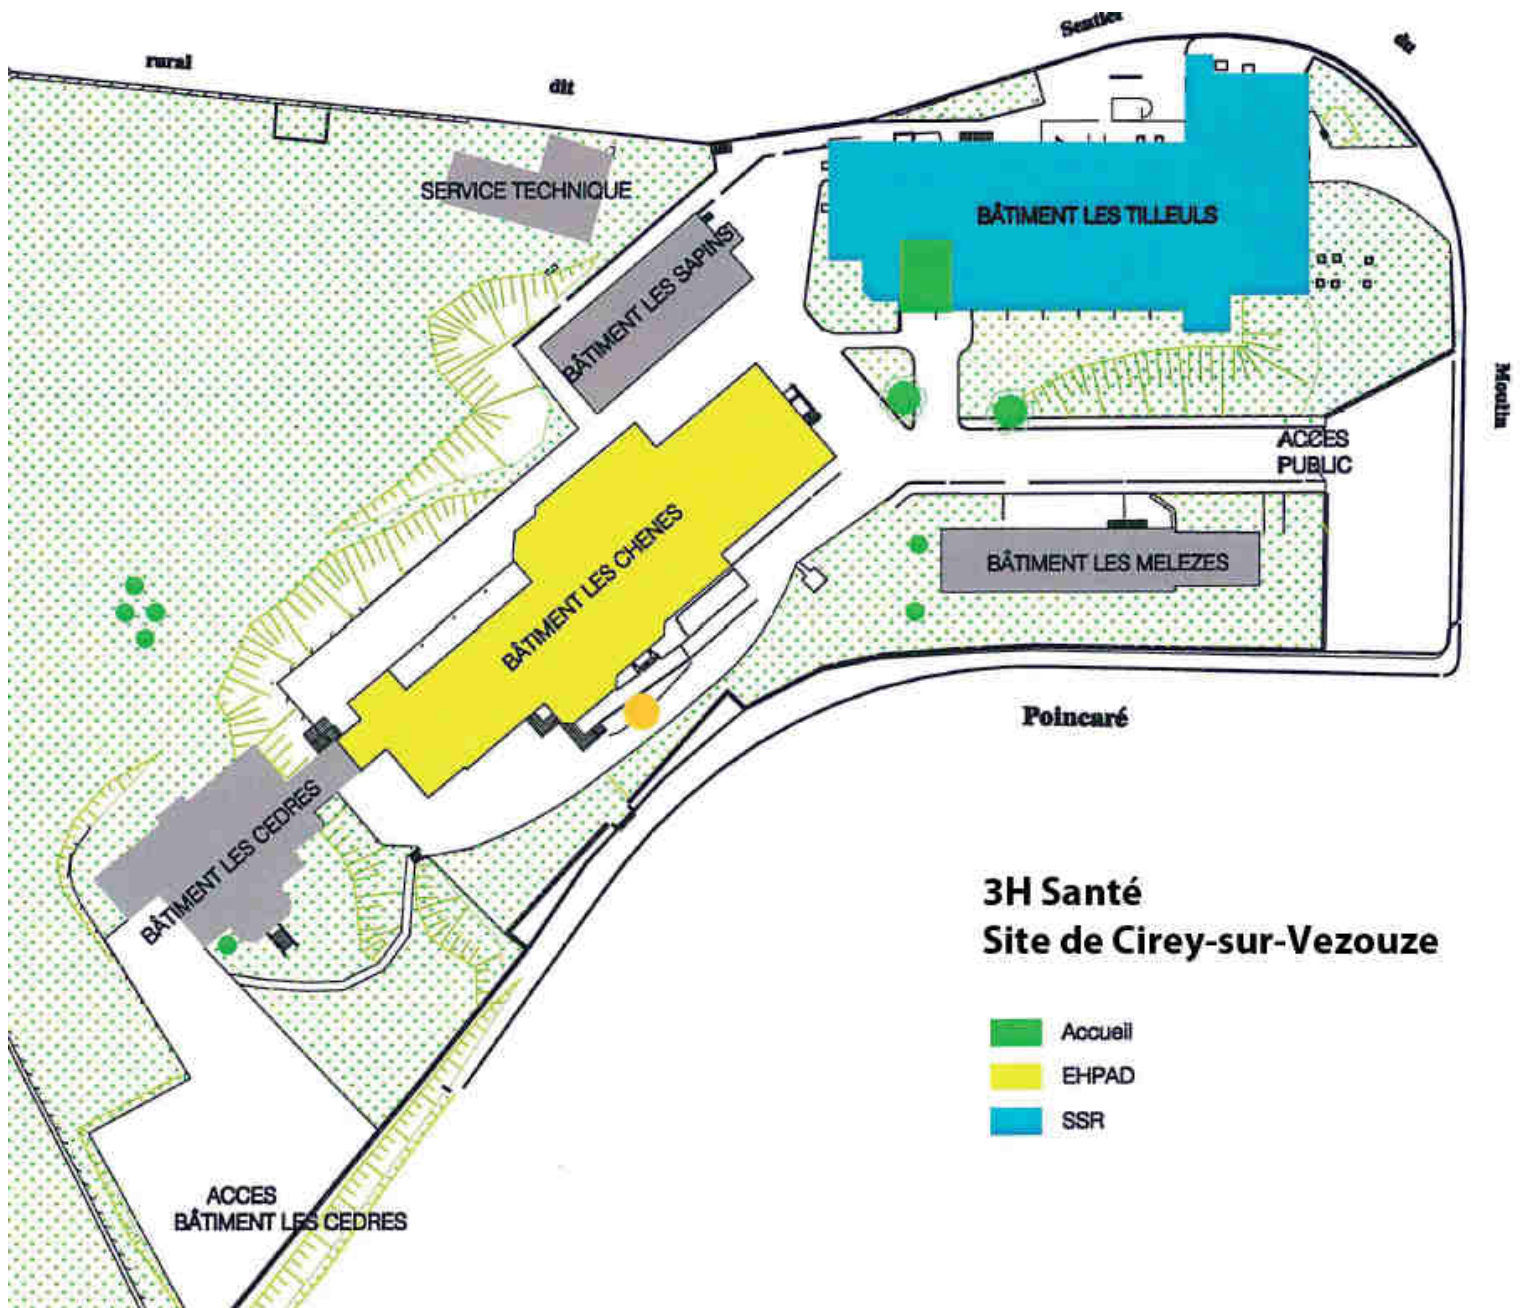 Sentier
du
rural
dit
SERVICE TECHNIQUE
BÂTIMENT LES TILLEULS
BÂTIMENT LES SAPINS
Moulin
ACCES
PUBLIC
BÂTIMENT LES CHENES
BÂTIMENT LES MELEZES
Poincaré
BÂTIMENT LES CEDRES
3H Santé
Site de Cirey-sur-Vezouze
Accueil
EHPAD
SSR
ACCES
BÂTIMENT LES CEDRES